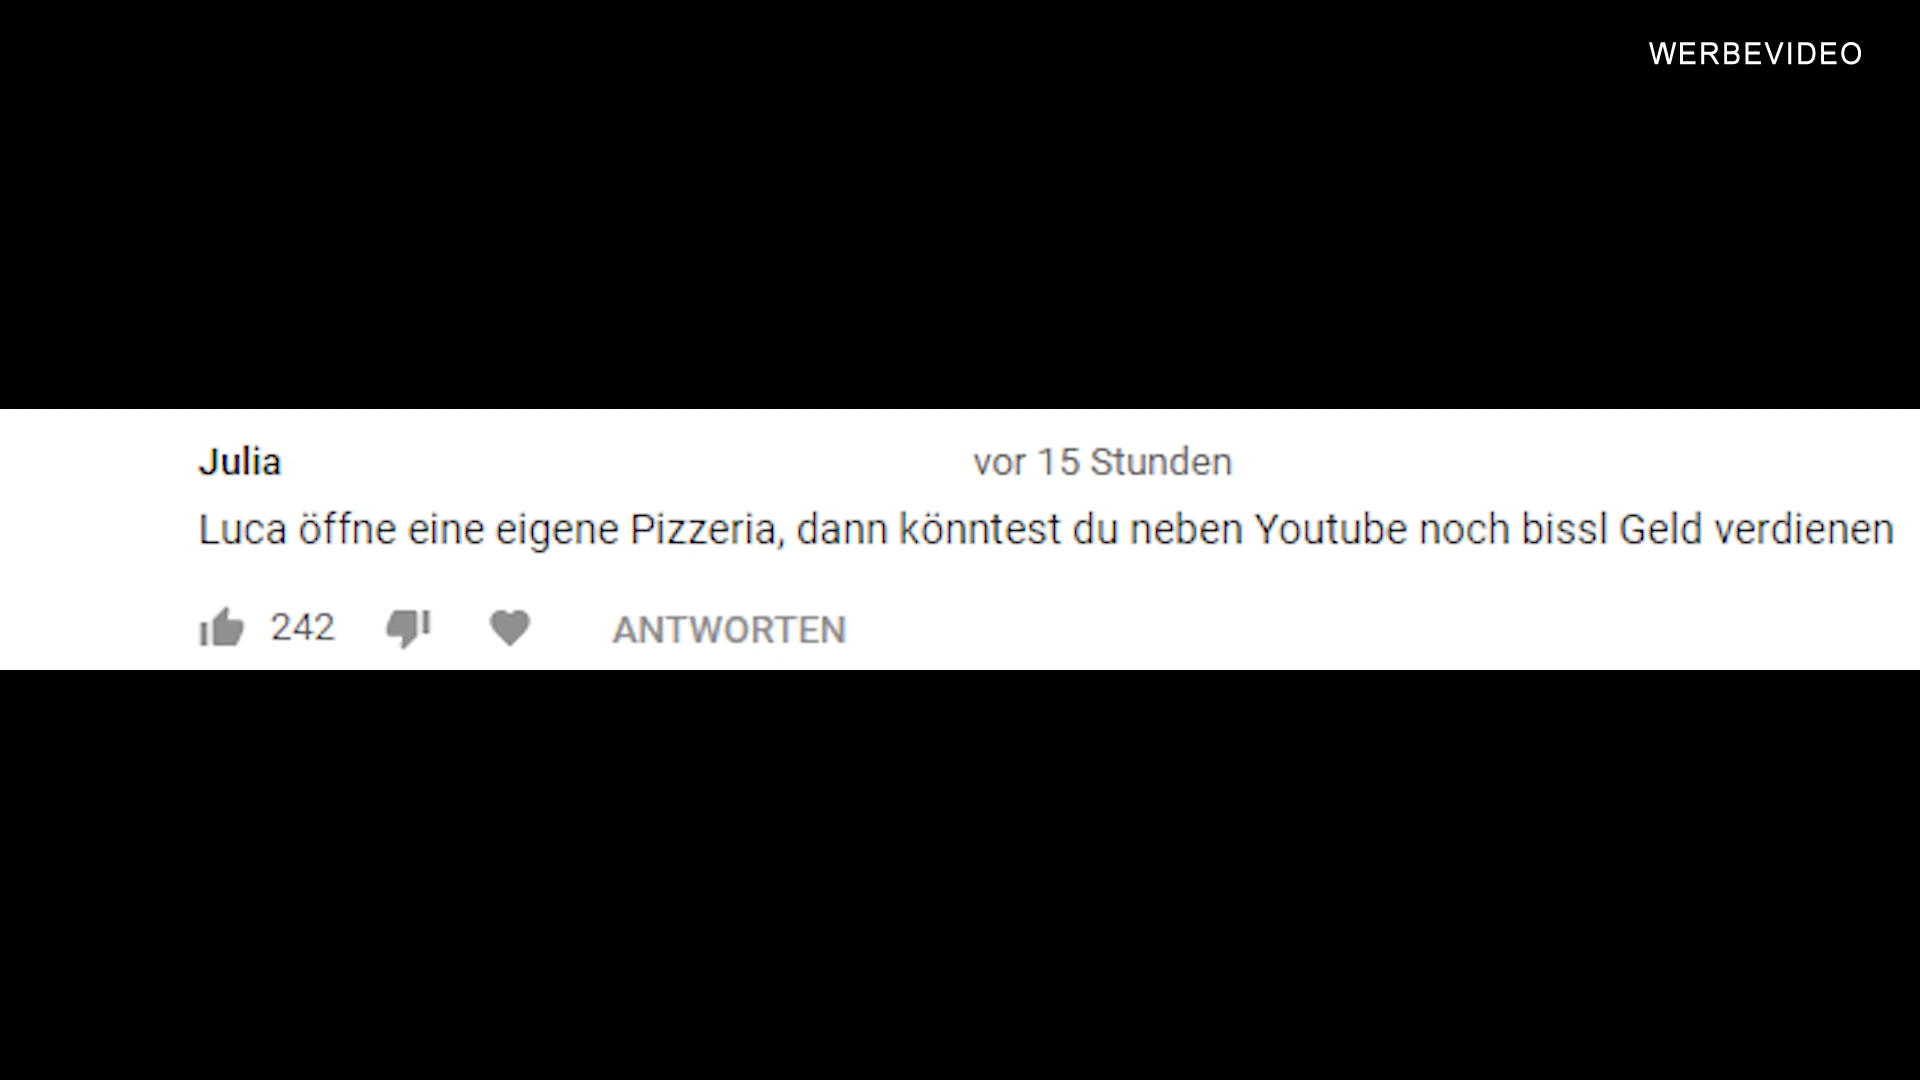 WERBEVIDEO
Julia vor 15 Stunden
Luca öffne eine eigene Pizzeria, dann könntest du neben Youtube noch bissl Geld verdienen
242 ANTWORTEN